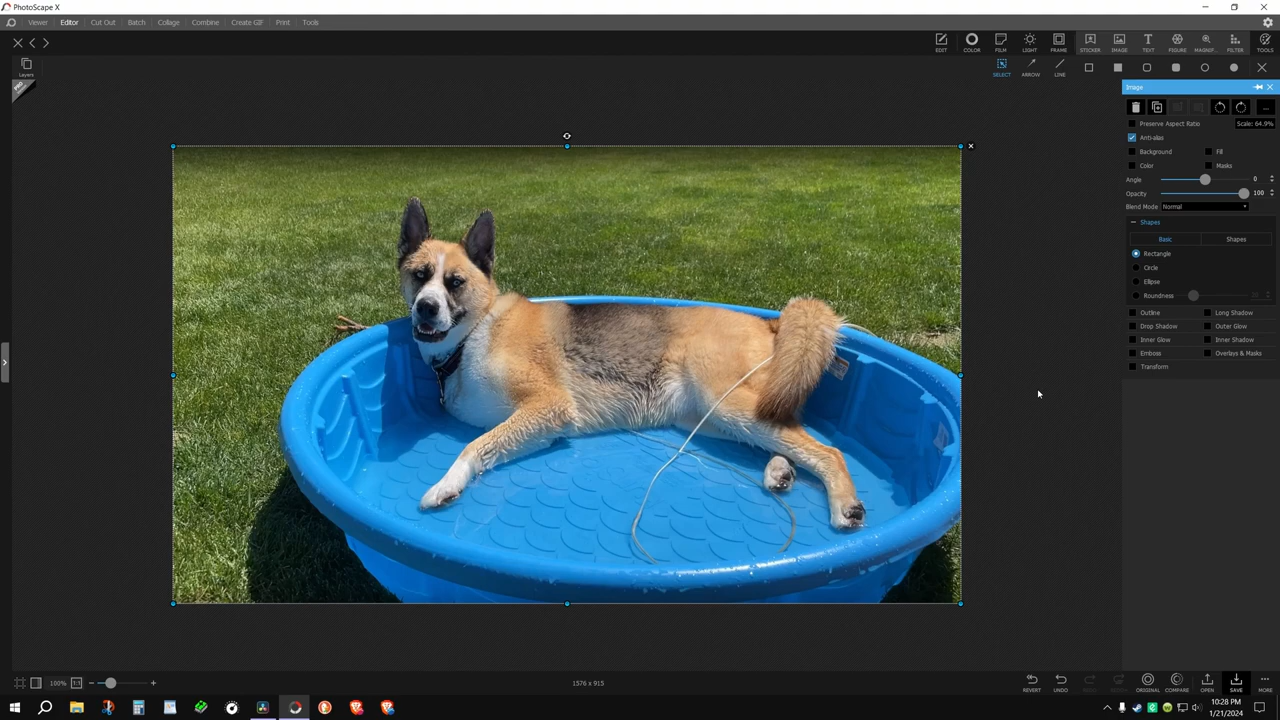 PhotoScape X
Viewer Editor Cut Out Batch Collage Combine Create GIF Print Tools
EDIT COLOR FILM LIGHT FRAME STICKER IMAGE TEXT FIGURE MAGNIF... FILTER TOOLS
Layers
SELECT ARROW LINE
PRO
Image
Preserve Aspect Ratio Scale: 64.9%
Anti-alias
Background Fill
Color Masks
Angle 0
Opacity 100
Blend Mode Normal
Shapes
Basic Shapes
Rectangle
Circle
Ellipse
Roundness
Outline Long Shadow
Drop Shadow Outer Glow
Inner Glow Inner Shadow
Emboss Overlays & Masks
Transform
100% 1:1 1576 x 915
REVERT UNDO ORIGINAL COMPARE OPEN SAVE MORE
10:28 PM
1/21/2024